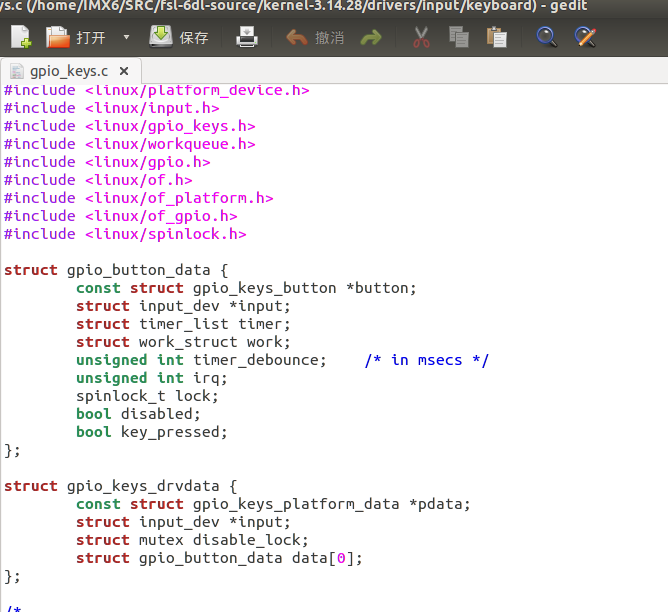 ys.c (/home/IMX6/SRC/fsl-6dl-source/kernel-3.14.28/drivers/input/keyboard) - gedit
打开 保存 撤消
gpio_keys.c ×
#include <linux/platform_device.h>
#include <linux/input.h>
#include <linux/gpio_keys.h>
#include <linux/workqueue.h>
#include <linux/gpio.h>
#include <linux/of.h>
#include <linux/of_platform.h>
#include <linux/of_gpio.h>
#include <linux/spinlock.h>
struct gpio_button_data {
const struct gpio_keys_button *button;
struct input_dev *input;
struct timer_list timer;
struct work_struct work;
unsigned int timer_debounce; /* in msecs */
unsigned int irq;
spinlock_t lock;
bool disabled;
bool key_pressed;
};
struct gpio_keys_drvdata {
const struct gpio_keys_platform_data *pdata;
struct input_dev *input;
struct mutex disable_lock;
struct gpio_button_data data[0];
};
/*